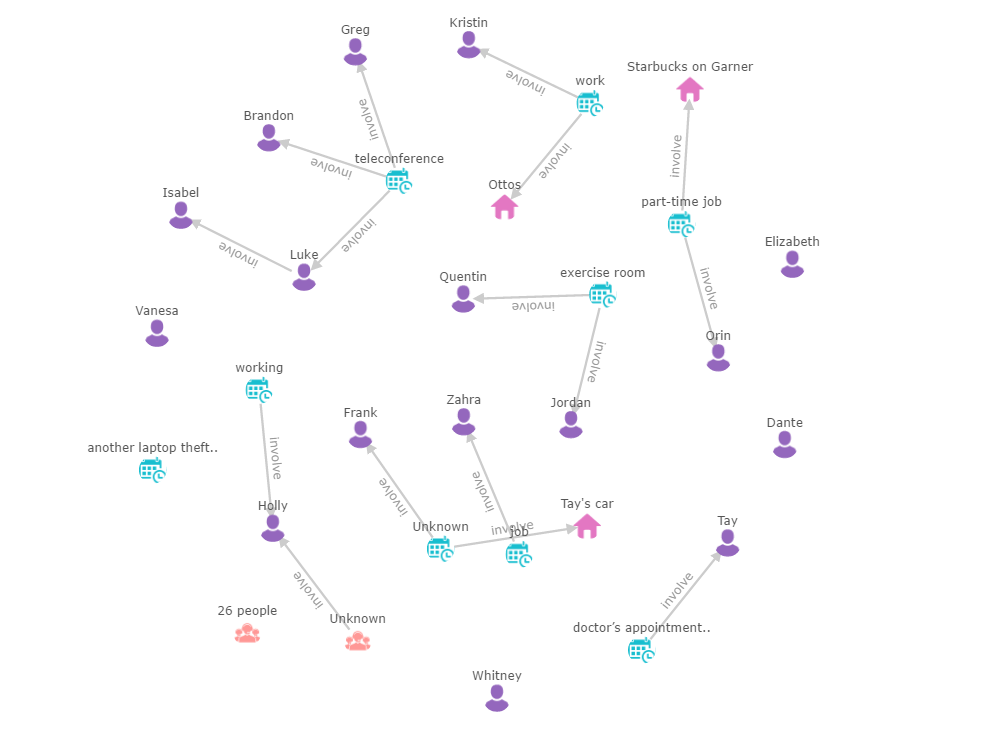 Kristin
Greg
involve
work
Starbucks on Garner
Brandon
involve
involve
teleconference
involve
involve
involve
Isabel
Ottos
part-time job
involve
involve
Luke
Elizabeth
Quentin
exercise room
involve
involve
Vanesa
Orin
working
involve
Frank
Zahra
Jordan
Dante
another laptop theft..
involve
involve
involve
Holly
Tay's car
Unknown
involve
job
Tay
involve
involve
26 people
Unknown
doctor's appointment..
Whitney